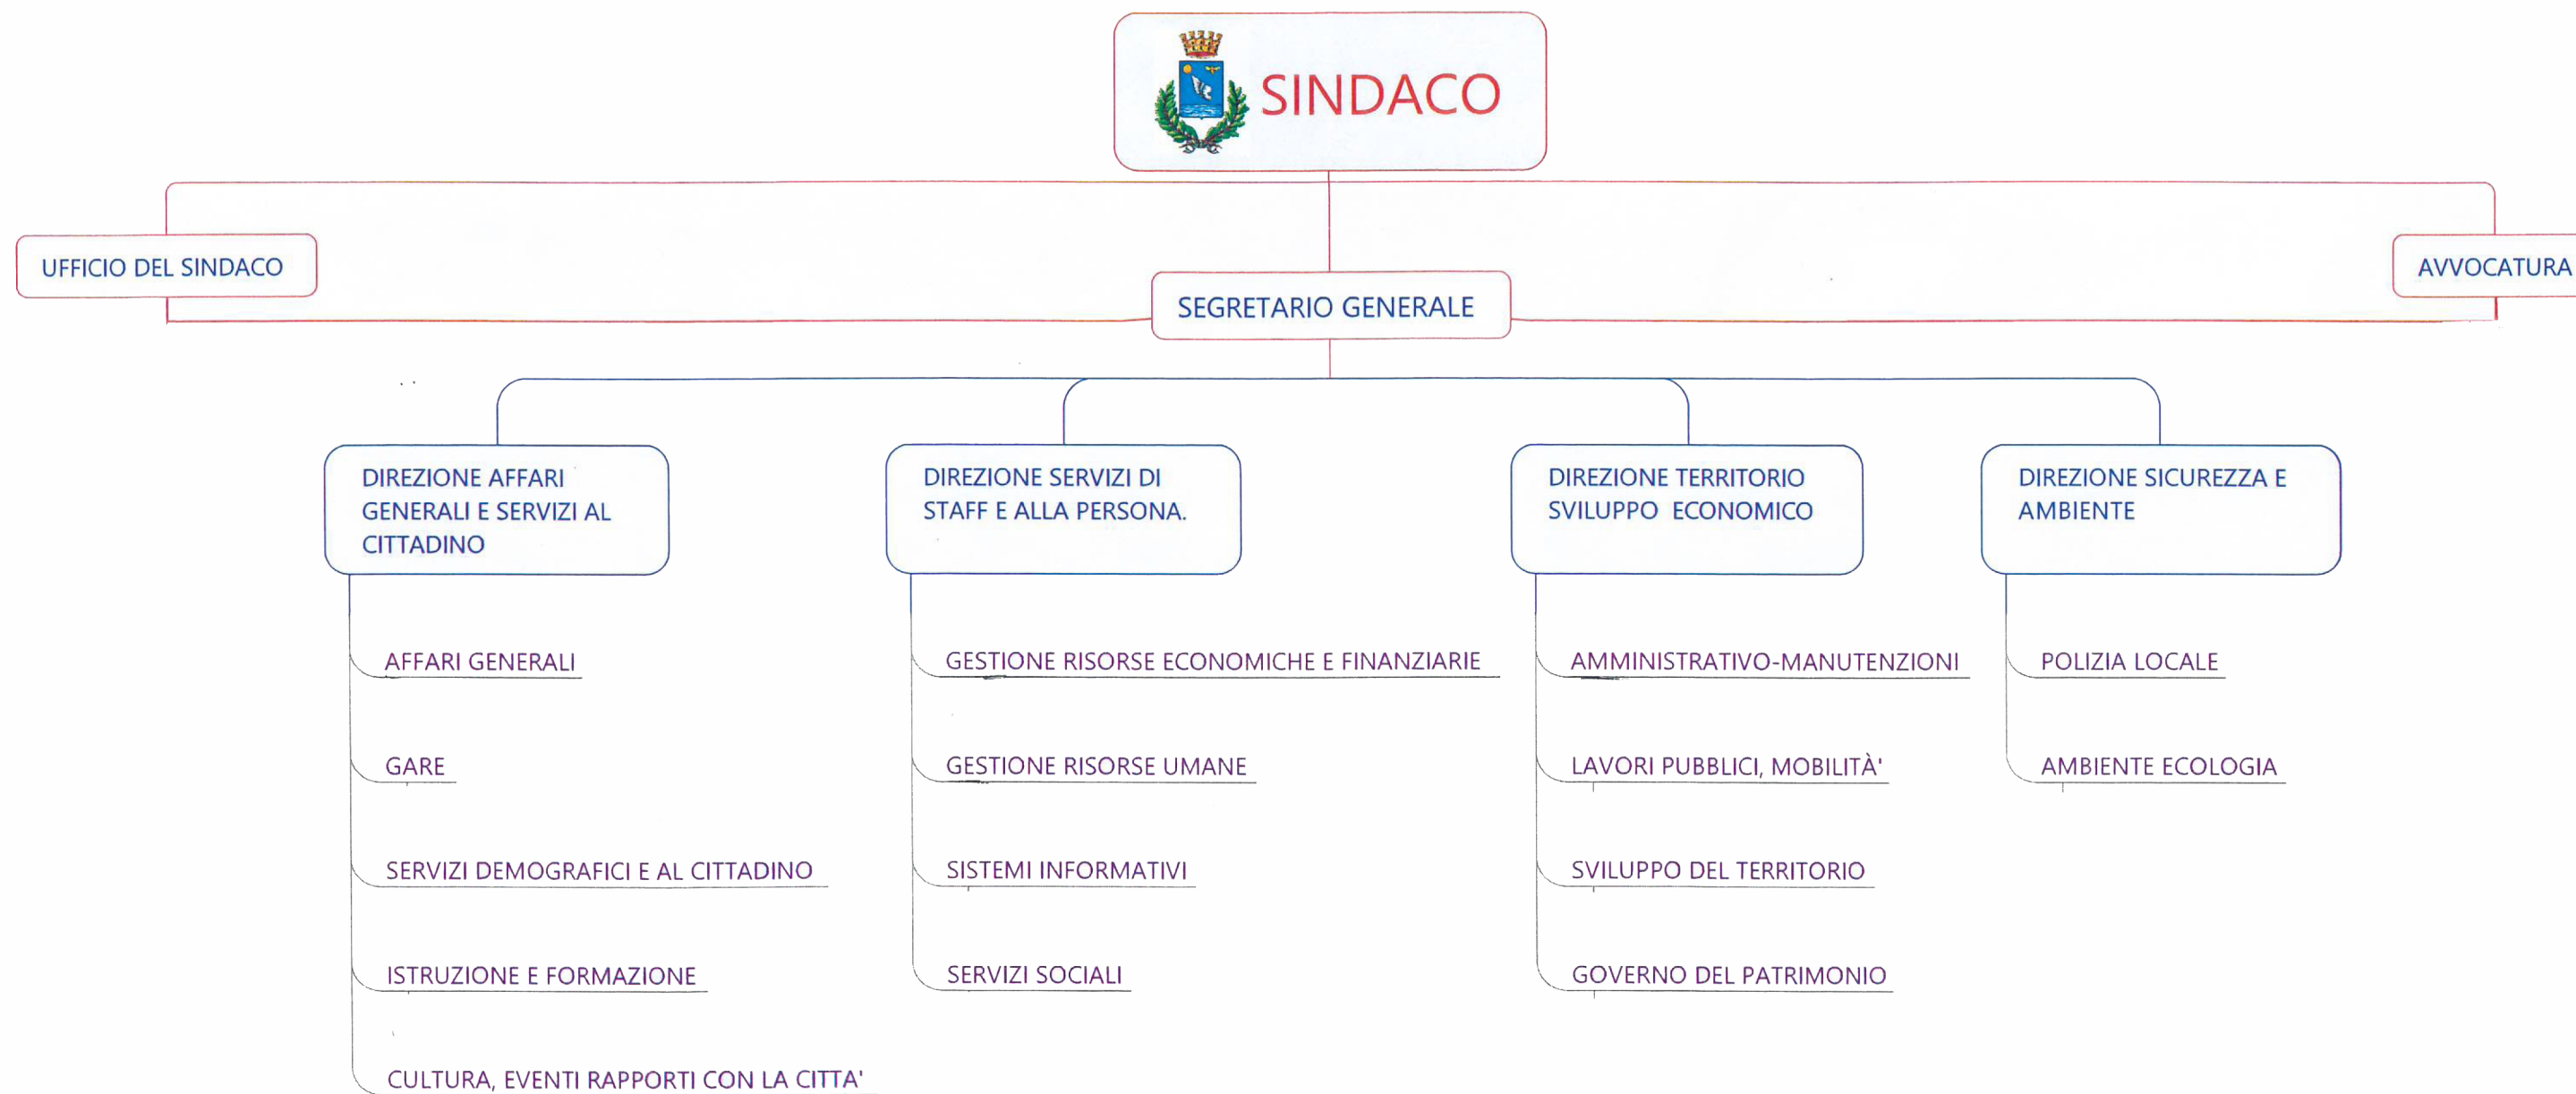 SINDACO
UFFICIO DEL SINDACO
AVVOCATURA
SEGRETARIO GENERALE
DIREZIONE AFFARI
GENERALI E SERVIZI AL
CITTADINO
AFFARI GENERALI
GARE
SERVIZI DEMOGRAFICI E AL CITTADINO
ISTRUZIONE E FORMAZIONE
CULTURA, EVENTI RAPPORTI CON LA CITTA'
DIREZIONE SERVIZI DI
STAFF E ALLA PERSONA.
GESTIONE RISORSE ECONOMICHE E FINANZIARIE
GESTIONE RISORSE UMANE
SISTEMI INFORMATIVI
SERVIZI SOCIALI
DIREZIONE TERRITORIO
SVILUPPO ECONOMICO
AMMINISTRATIVO-MANUTENZIONI
LAVORI PUBBLICI, MOBILITÀ'
SVILUPPO DEL TERRITORIO
GOVERNO DEL PATRIMONIO
DIREZIONE SICUREZZA E
AMBIENTE
POLIZIA LOCALE
AMBIENTE ECOLOGIA